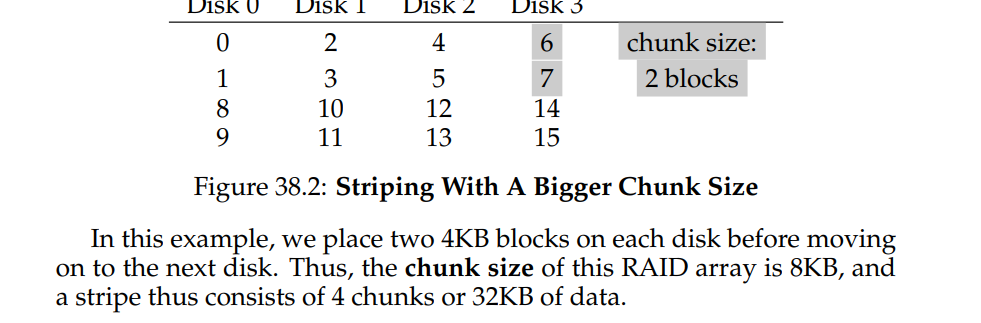 Disk 0 Disk 1 Disk 2 Disk 3
0 2 4 6 chunk size:
1 3 5 7 2 blocks
8 10 12 14
9 11 13 15
Figure 38.2: Striping With A Bigger Chunk Size
In this example, we place two 4KB blocks on each disk before moving
on to the next disk. Thus, the chunk size of this RAID array is 8KB, and
a stripe thus consists of 4 chunks or 32KB of data.